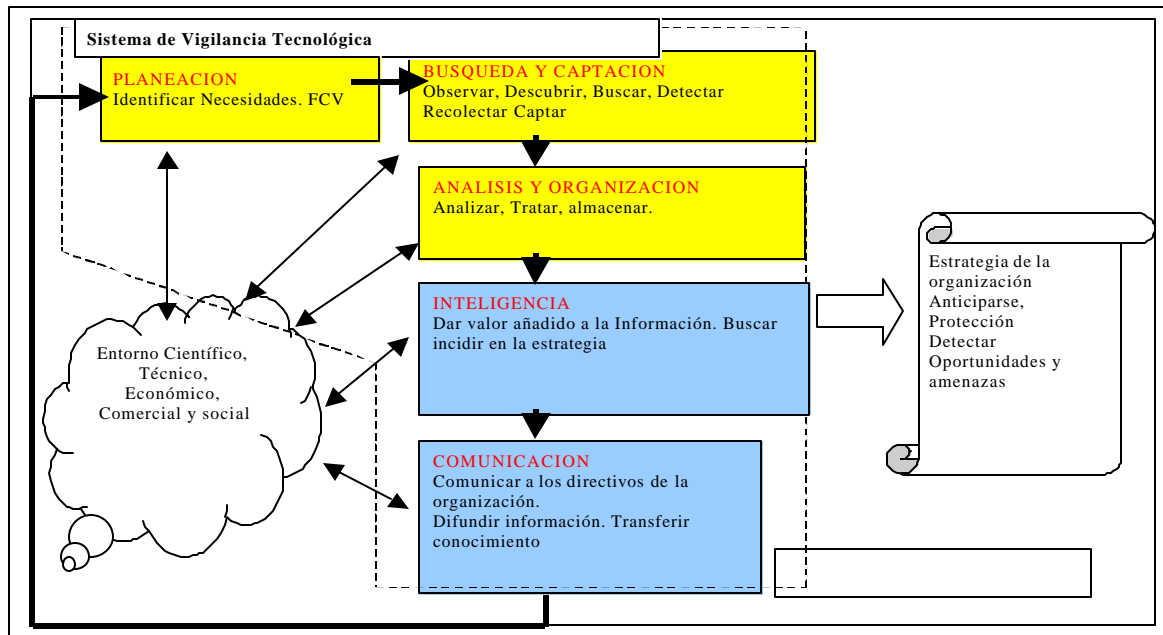 Sistema de Vigilancia Tecnológica
PLANEACION
Identificar Necesidades. FCV
BUSQUEDA Y CAPTACION
Observar, Descubrir, Buscar, Detectar
Recolectar Captar
ANALISIS Y ORGANIZACION
Analizar, Tratar, almacenar.
INTELIGENCIA
Dar valor añadido a la Información. Buscar
incidir en la estrategia
COMUNICACION
Comunicar a los directivos de la
organización.
Difundir información. Transferir
conocimiento
Entorno Científico,
Técnico,
Económico,
Comercial y social
Estrategia de la
organización
Anticiparse,
Protección
Detectar
Oportunidades y
amenazas